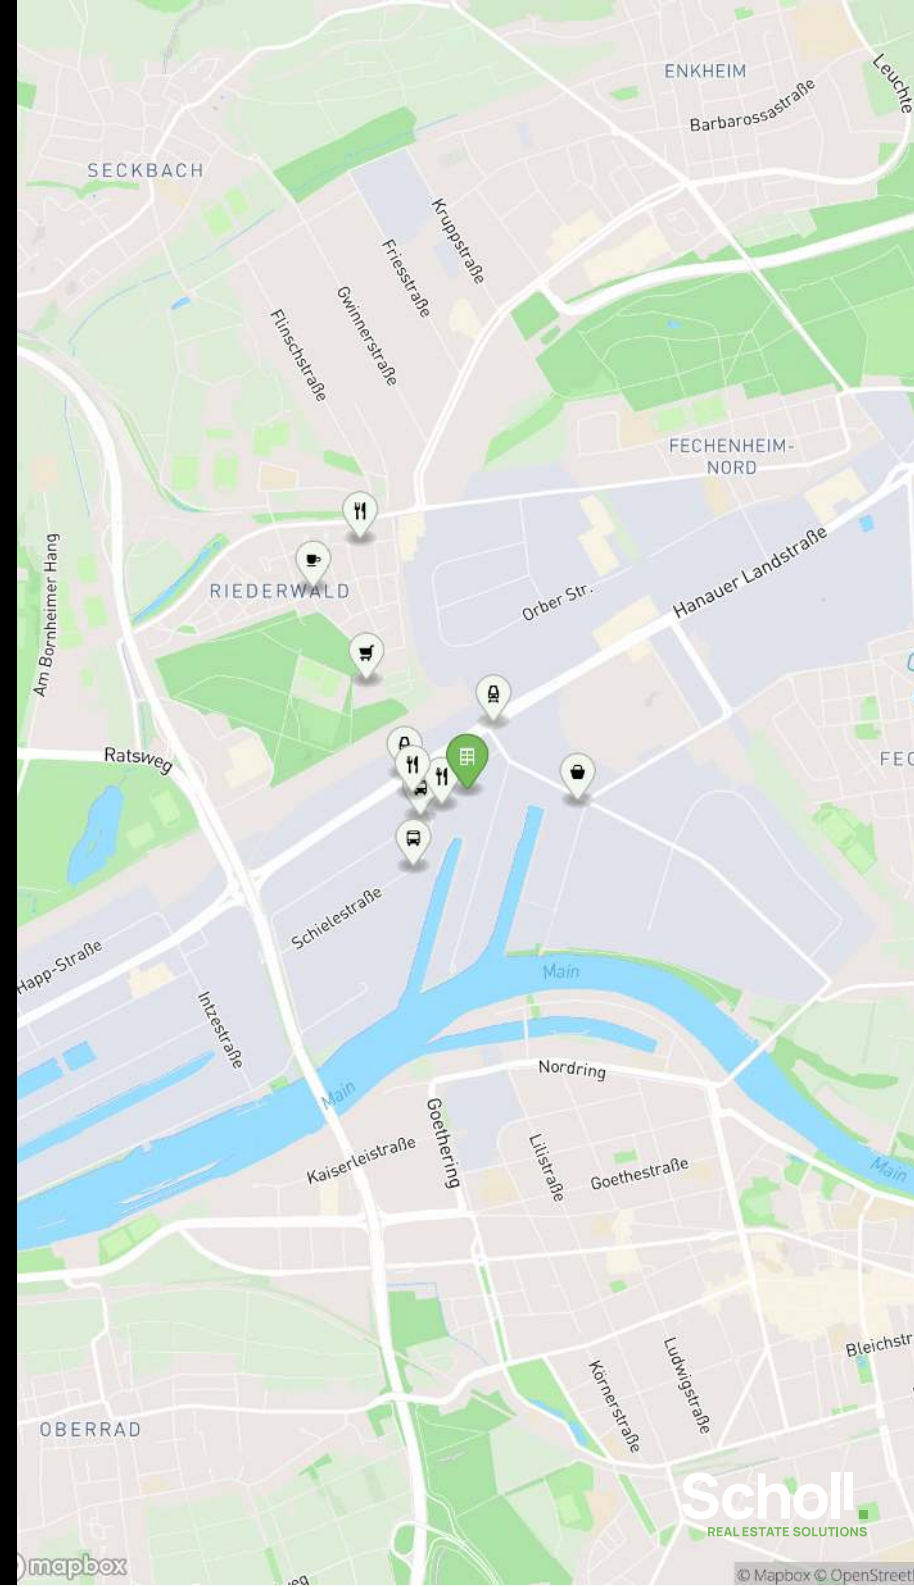 ENKHEIM
Leuchte
Barbarossastraße
SECKBACH
Kruppstraße
Friesstraße
Gwinnerstraße
Flinschstraße
FECHENHEIM-
NORD
Am Bornheimer Hang
RIEDERWALD
Orber Str.
Hanauer Landstraße
Ratsweg
FEC
Schielestraße
Happ-Straße
Main
Intzestraße
Nordring
Main
Goethering
Kaiserleistraße
Lilistraße
Goethestraße
Main
Bleichstr
Ludwigstraße
Körnerstraße
OBERRAD
Scholl.
REAL ESTATE SOLUTIONS
mapbox
© Mapbox © OpenStreet